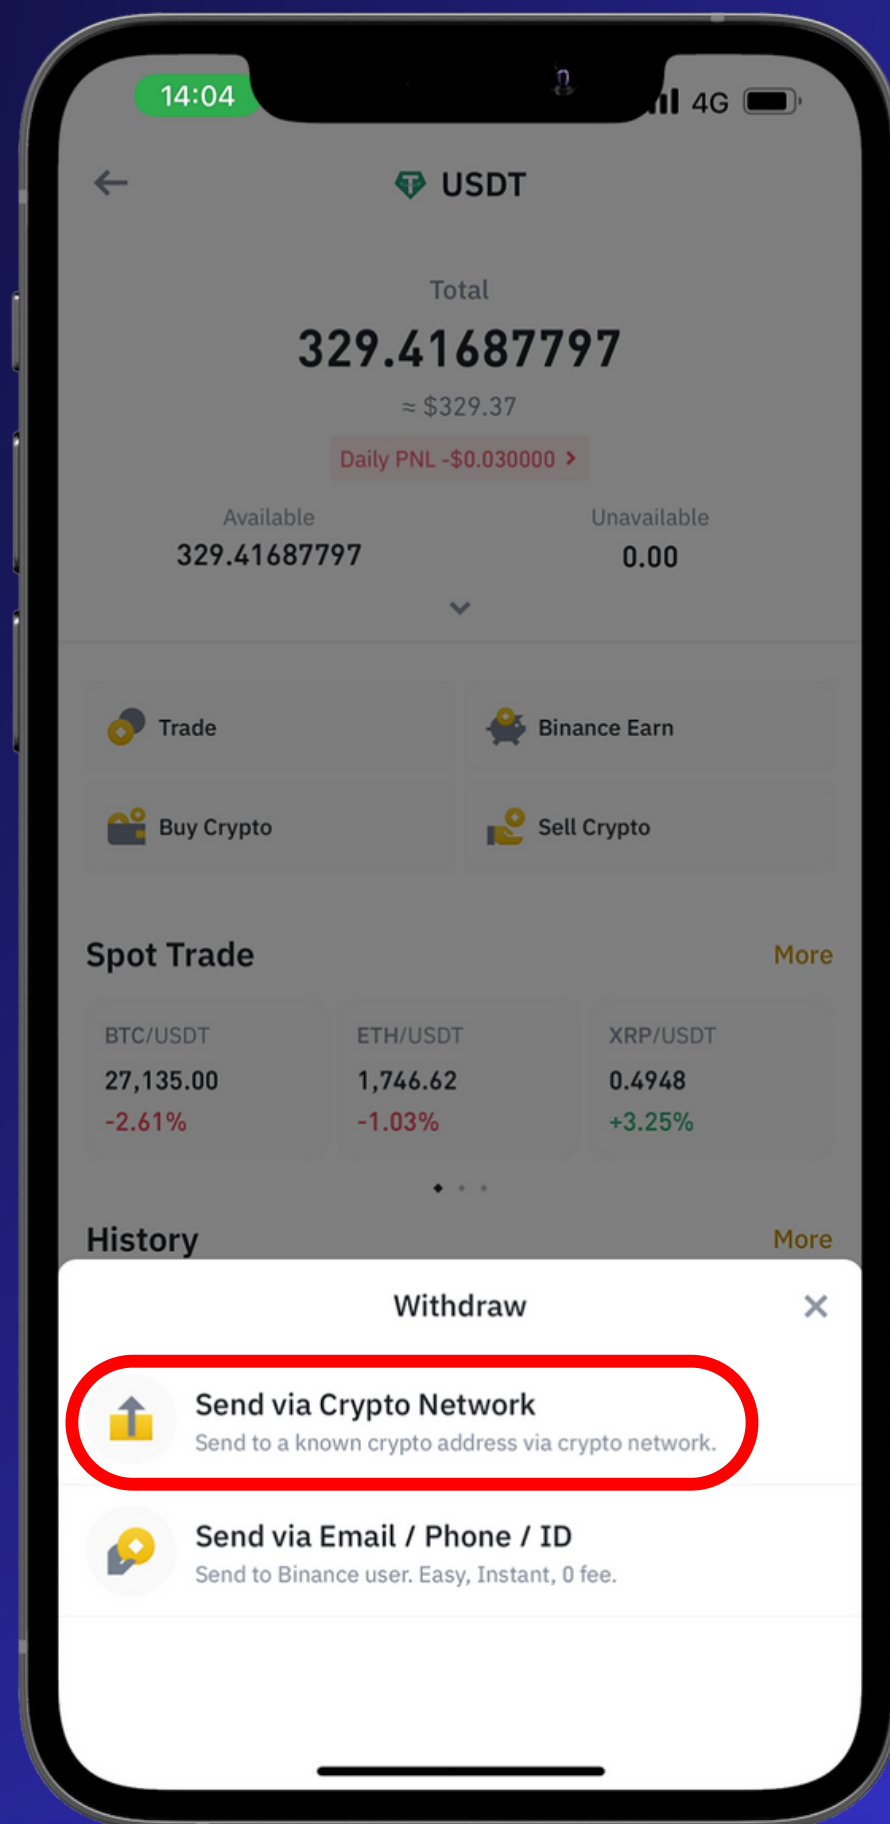 14:04
4G
USDT
Total
329.41687797
≈ $329.37
Daily PNL -$0.030000 >
Available
Unavailable
329.41687797
0.00
Trade
Binance Earn
Buy Crypto
Sell Crypto
Spot Trade
More
BTC/USDT
ETH/USDT
XRP/USDT
27,135.00
1,746.62
0.4948
-2.61%
-1.03%
+3.25%
History
More
Withdraw
Send via Crypto Network
Send to a known crypto address via crypto network.
Send via Email / Phone / ID
Send to Binance user. Easy, Instant, 0 fee.